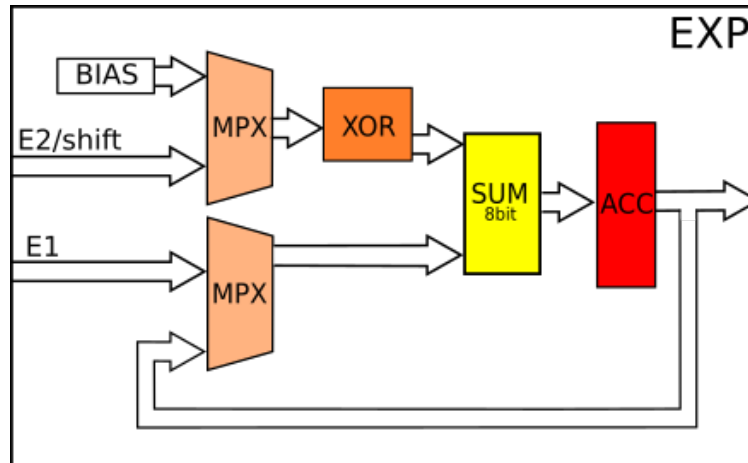 EXP
BIAS
E2/shift
MPX
XOR
SUM
8bit
ACC
E1
MPX